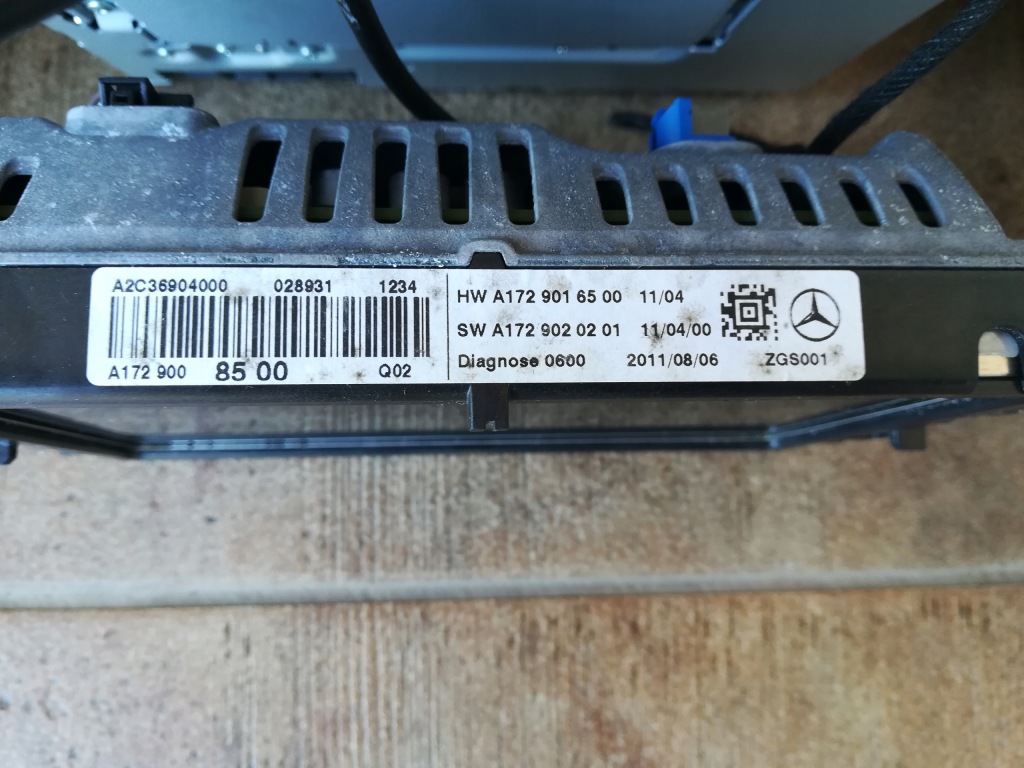 A2C36904000 028931 1234
A172 900 85 00 Q02
HW A172 901 65 00 11/04
SW A172 902 02 01 11/04/00
Diagnose 0600 2011/08/06 ZGS001